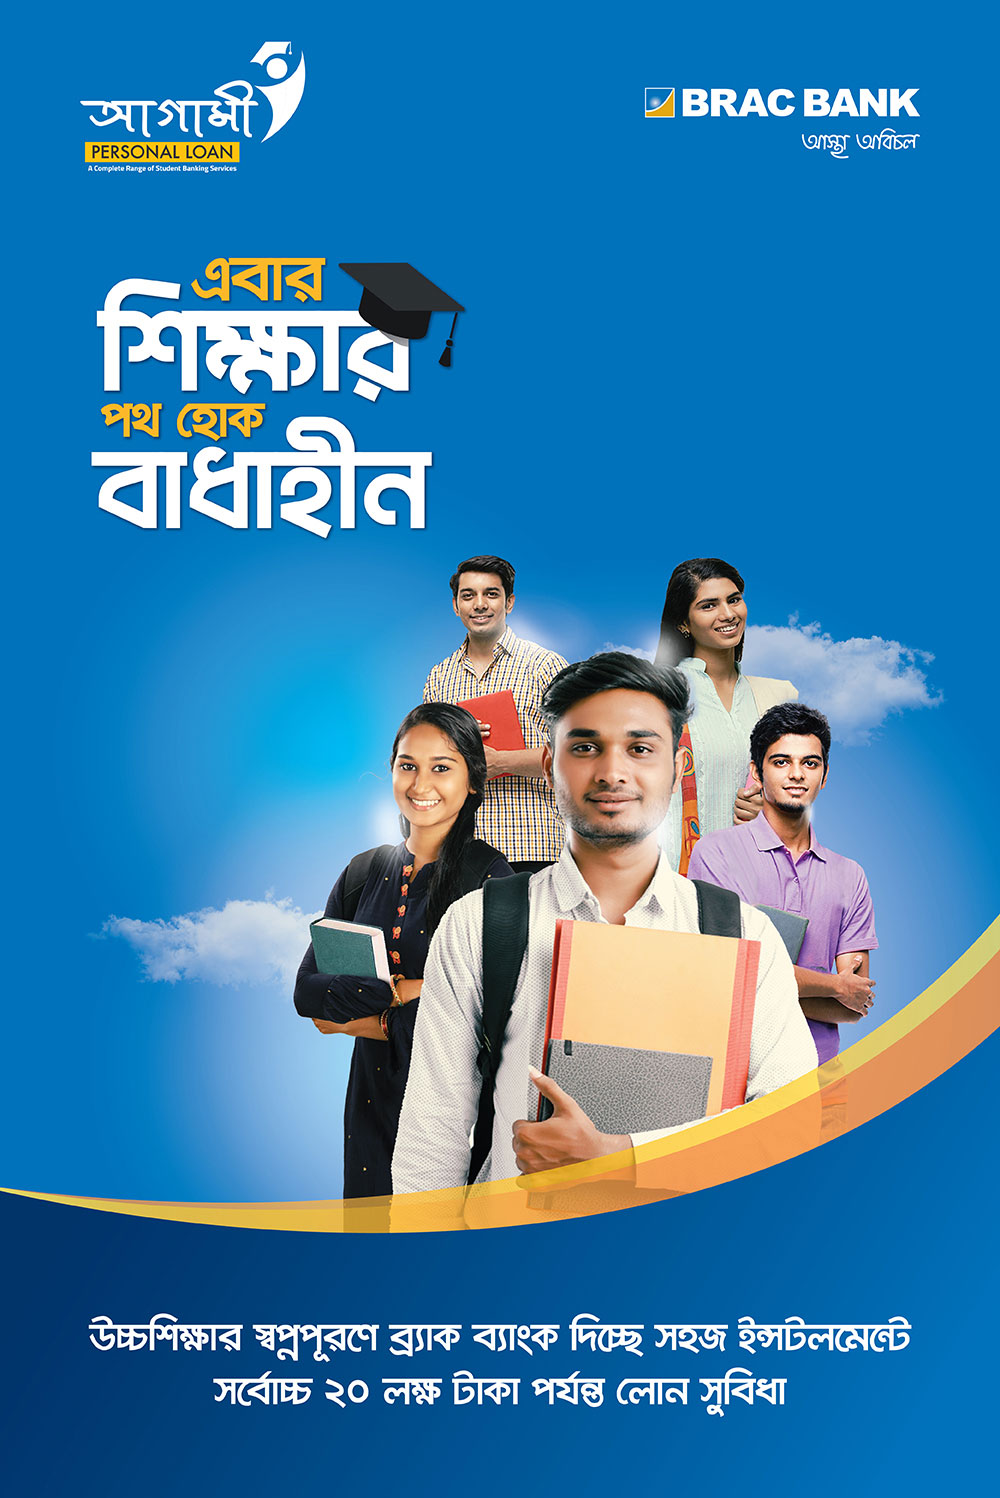 আগামী
PERSONAL LOAN
A Complete Range of Student Banking Services
BRAC BANK
আস্থা অবিচল
এবার
শিক্ষার
পথ হোক
বাধাহীন
উচ্চশিক্ষার স্বপ্নপূরণে ব্র্যাক ব্যাংক দিচ্ছে সহজ ইন্সটলমেন্টে
সর্বোচ্চ ২০ লক্ষ টাকা পর্যন্ত লোন সুবিধা